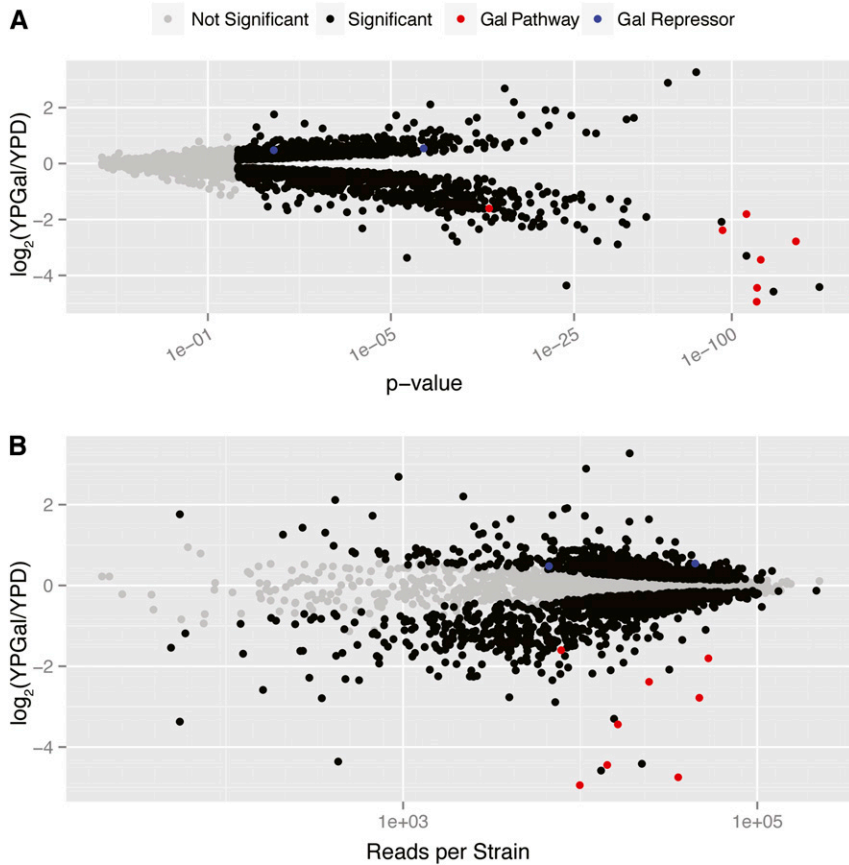 A
Not Significant Significant Gal Pathway Gal Repressor
log2(YPGal/YPD)
2
0
−2
−4
1e−01 1e−05 1e−25 1e−100
p−value
B
log2(YPGal/YPD)
2
0
−2
−4
1e+03 1e+05
Reads per Strain